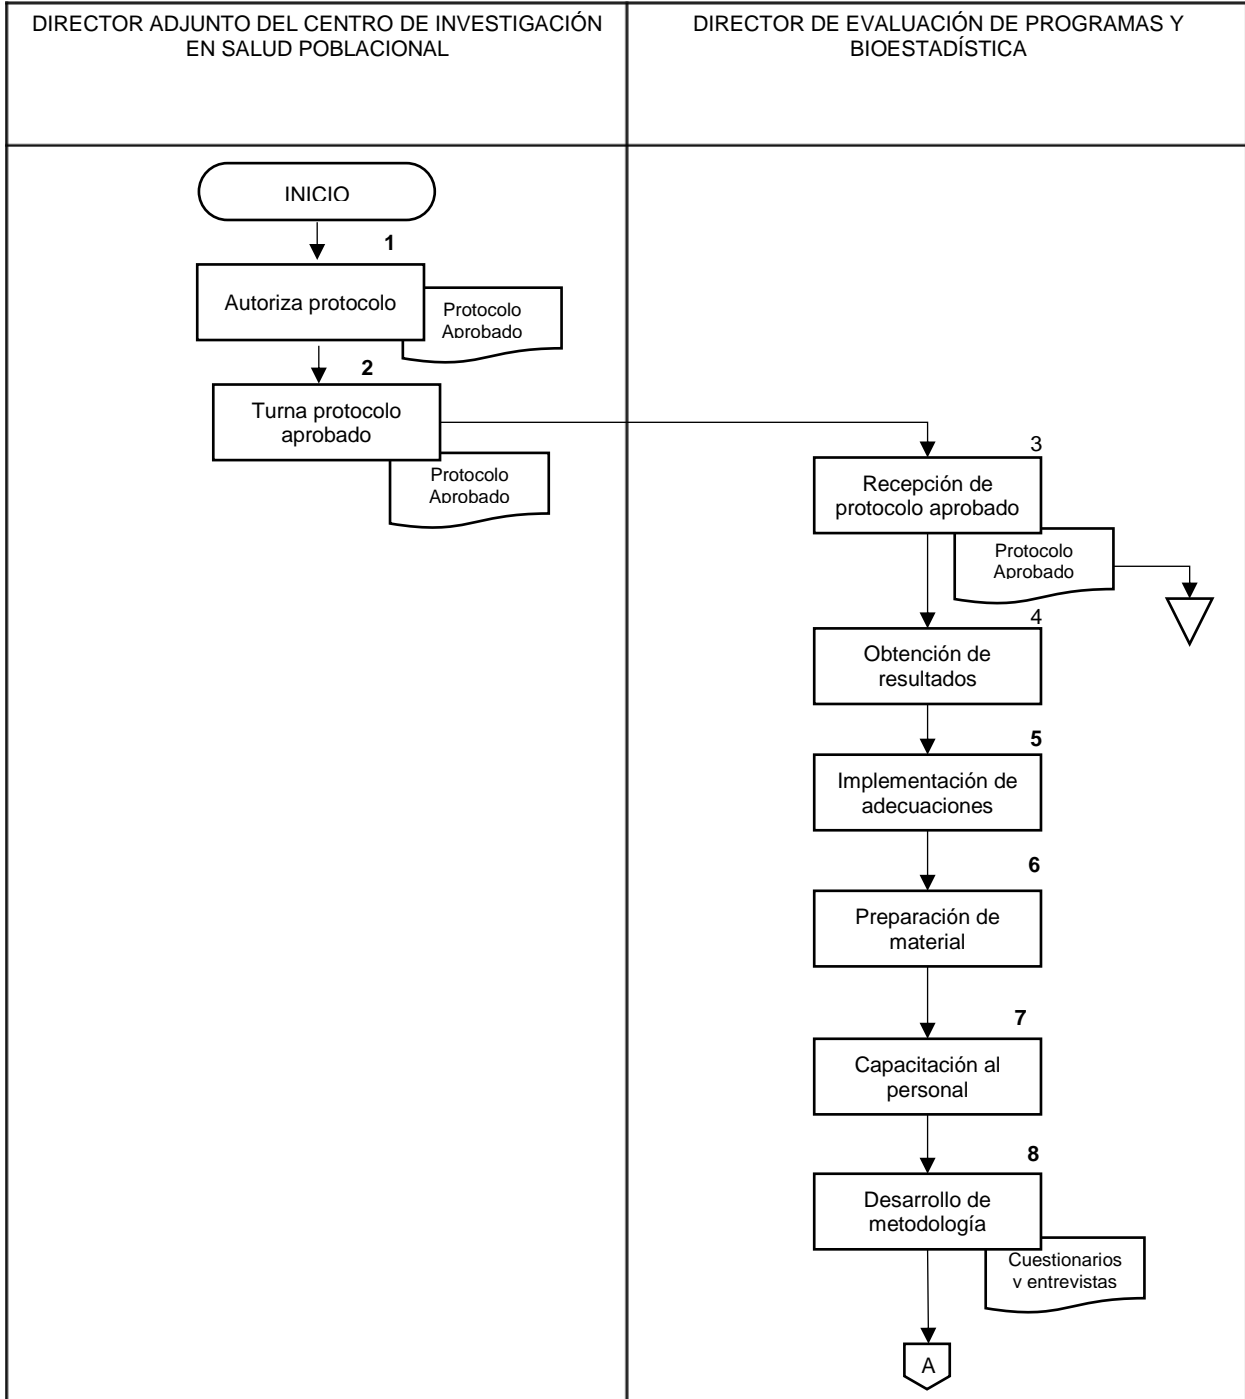 DIRECTOR ADJUNTO DEL CENTRO DE INVESTIGACIÓN
EN SALUD POBLACIONAL
DIRECTOR DE EVALUACIÓN DE PROGRAMAS Y
BIOESTADÍSTICA
INICIO
1
Autoriza protocolo
Protocolo
Aprobado
2
Turna protocolo
aprobado
Protocolo
Aprobado
3
Recepción de
protocolo aprobado
Protocolo
Aprobado
4
Obtención de
resultados
5
Implementación de
adecuaciones
6
Preparación de
material
7
Capacitación al
personal
8
Desarrollo de
metodología
Cuestionarios
y entrevistas
A